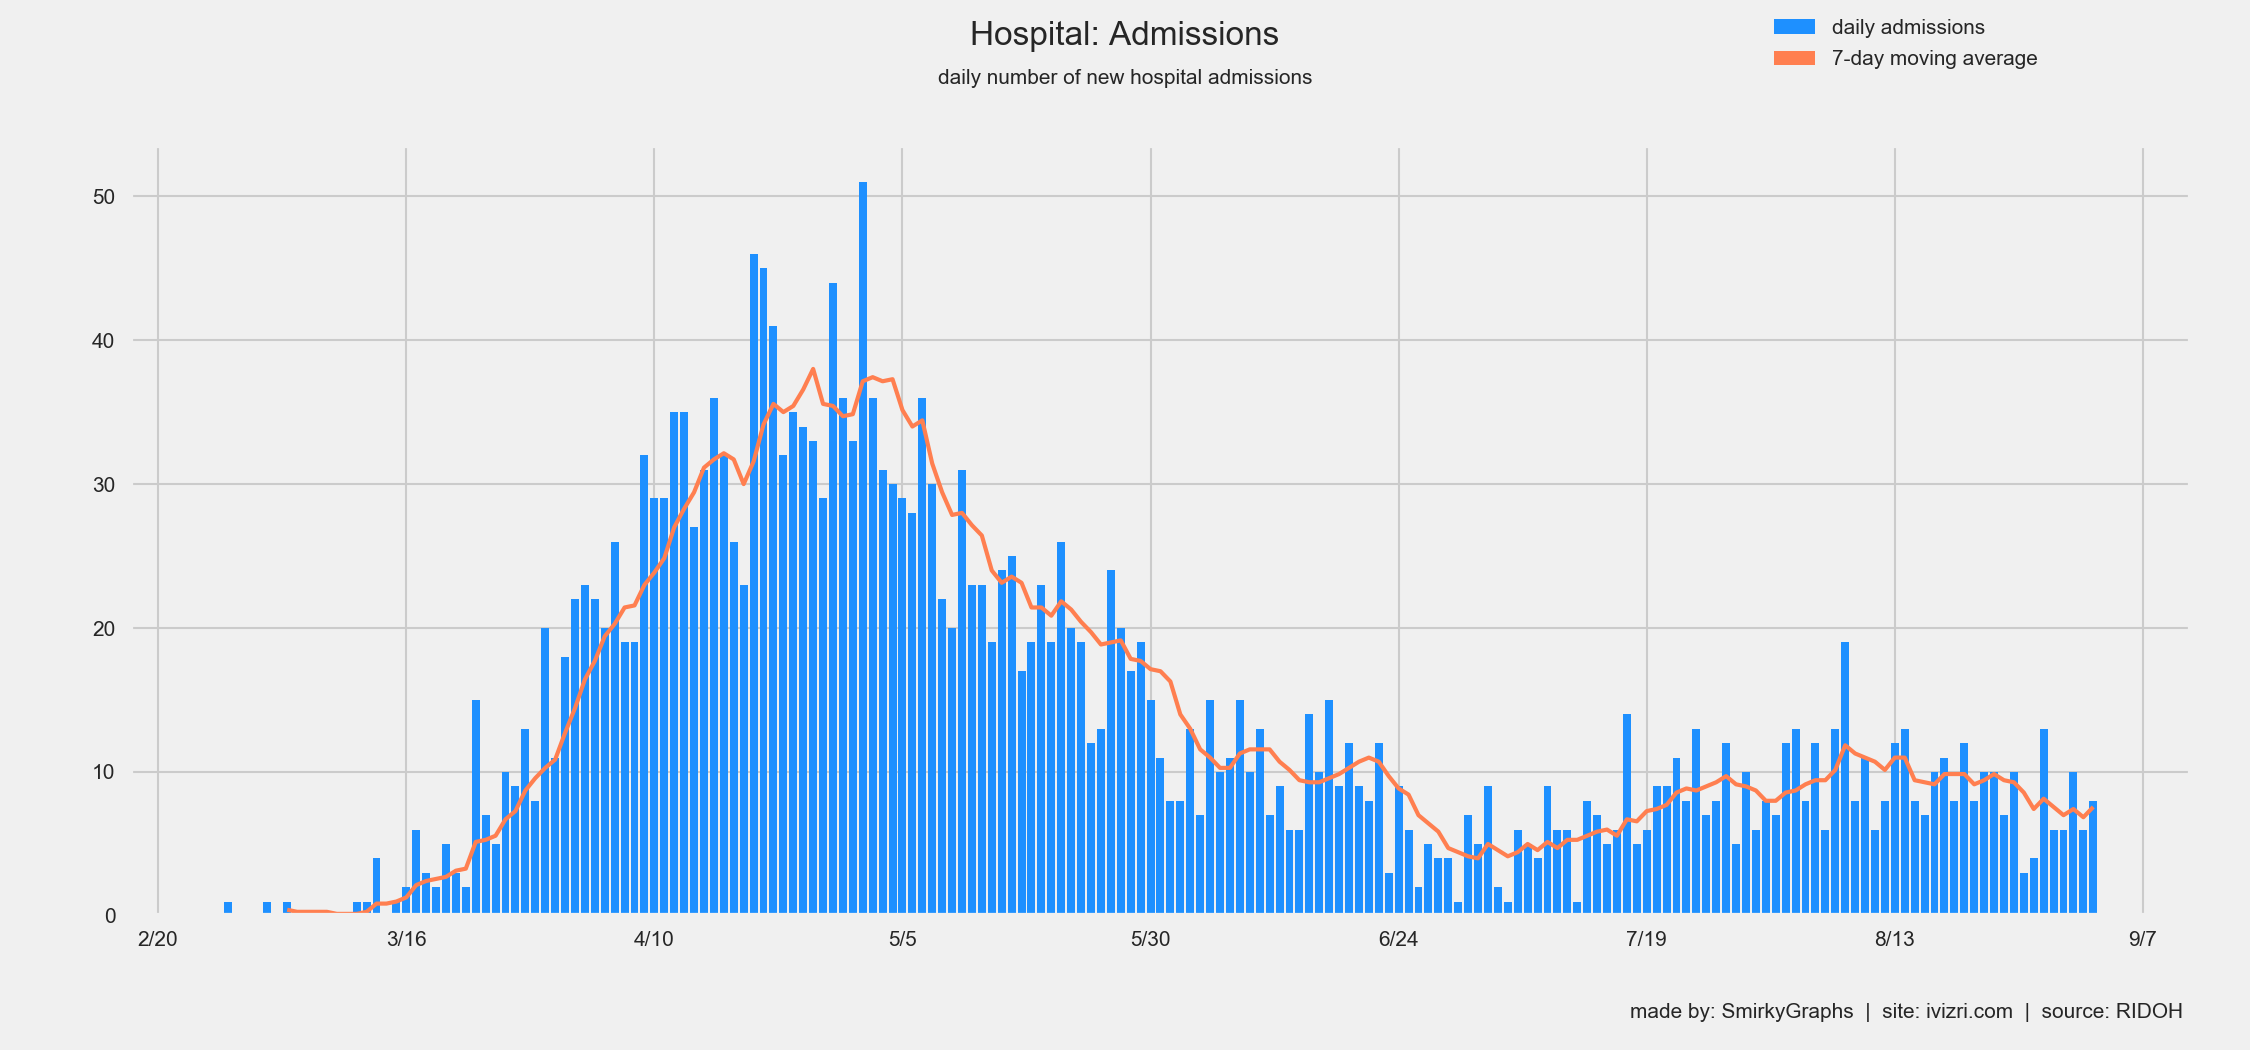 Hospital: Admissions
daily number of new hospital admissions
daily admissions
7-day moving average
50
40
30
20
10
0
2/20 3/16 4/10 5/5 5/30 6/24 7/19 8/13 9/7
made by: SmirkyGraphs | site: ivizri.com | source: RIDOH